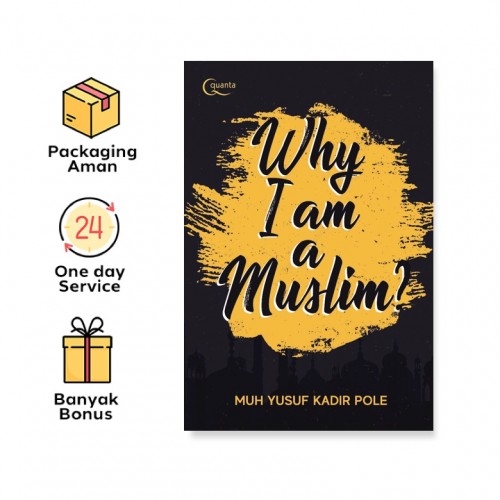 Packaging
Aman
24
One day
Service
Banyak
Bonus
quanta
Why
I am
a
Muslim?
MUH YUSUF KADIR POLE